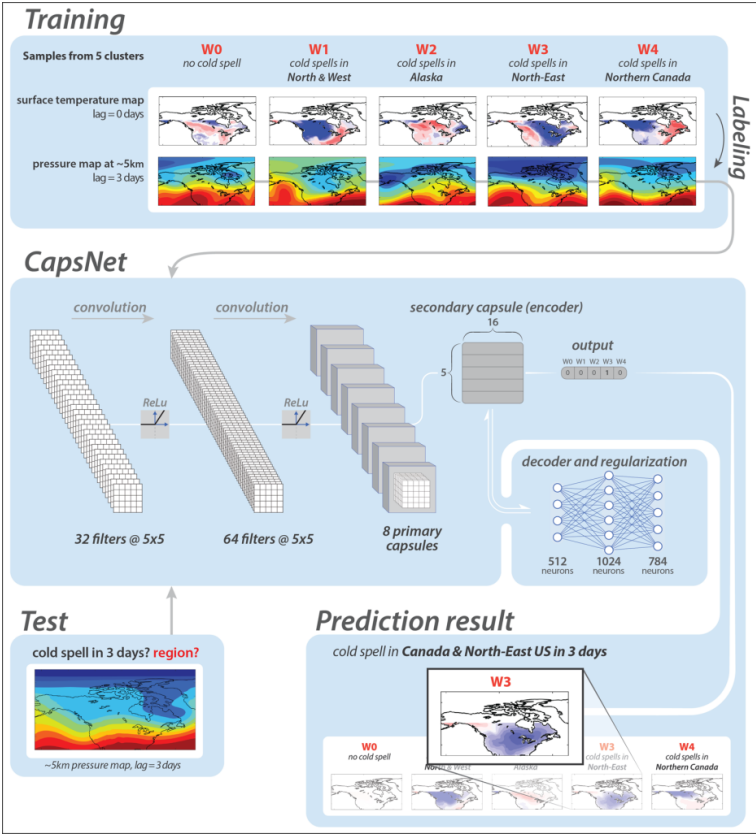 Training
Samples from 5 clusters
W0
no cold spell
W1
cold spells in
North & West
W2
cold spells in
Alaska
W3
cold spells in
North-East
W4
cold spells in
Northern Canada
surface temperature map
lag = 0 days
pressure map at ~5km
lag = 3 days
Labeling
CapsNet
convolution
convolution
secondary capsule (encoder)
16
5
output
W0 W1 W2 W3 W4
0 0 0 1 0
ReLu
ReLu
decoder and regularization
512
neurons
1024
neurons
784
neurons
32 filters @ 5x5
64 filters @ 5x5
8 primary
capsules
Test
cold spell in 3 days? region?
~5km pressure map, lag = 3 days
Prediction result
cold spell in Canada & North-East US in 3 days
W3
W0
no cold spell
North & West
Alaska
W3
cold spells in
North-East
W4
cold spells in
Northern Canada